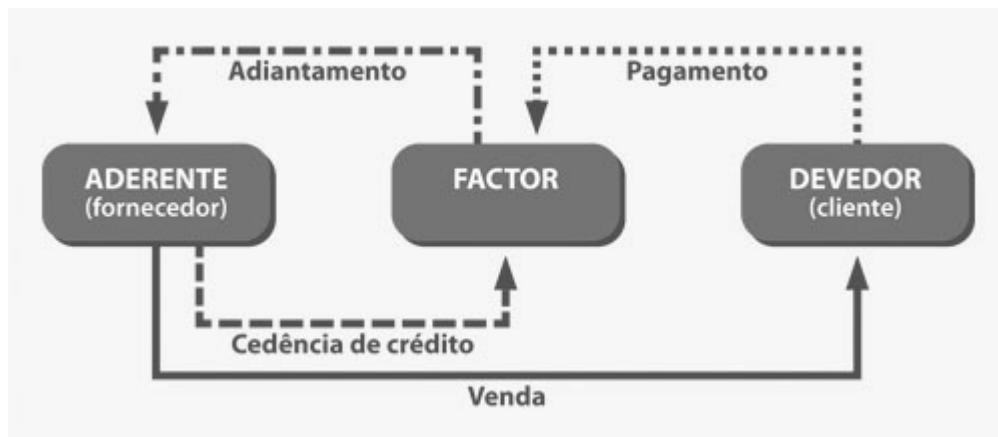 Adiantamento
Pagamento
ADERENTE
(fornecedor)
FACTOR
DEVEDOR
(cliente)
Cedência de crédito
Venda